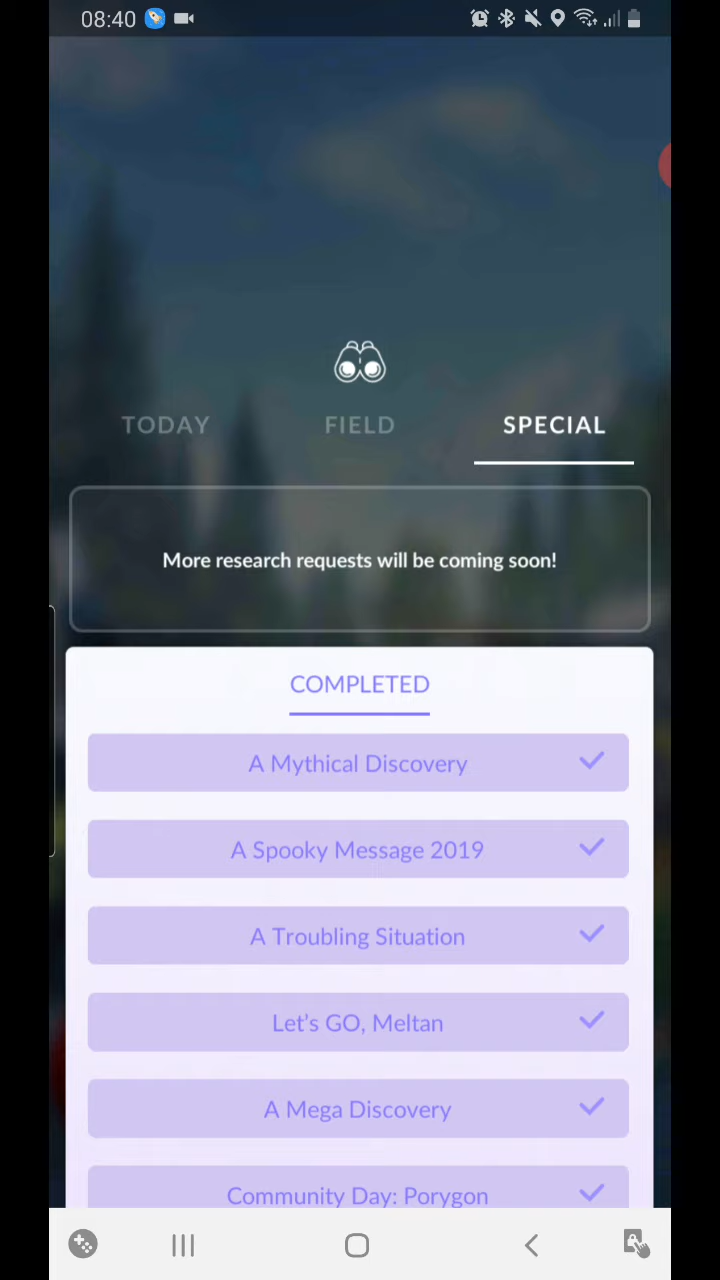 08:40
TODAY
FIELD
SPECIAL
More research requests will be coming soon!
COMPLETED
A Mythical Discovery
A Spooky Message 2019
A Troubling Situation
Let's GO, Meltan
A Mega Discovery
Community Day: Porygon